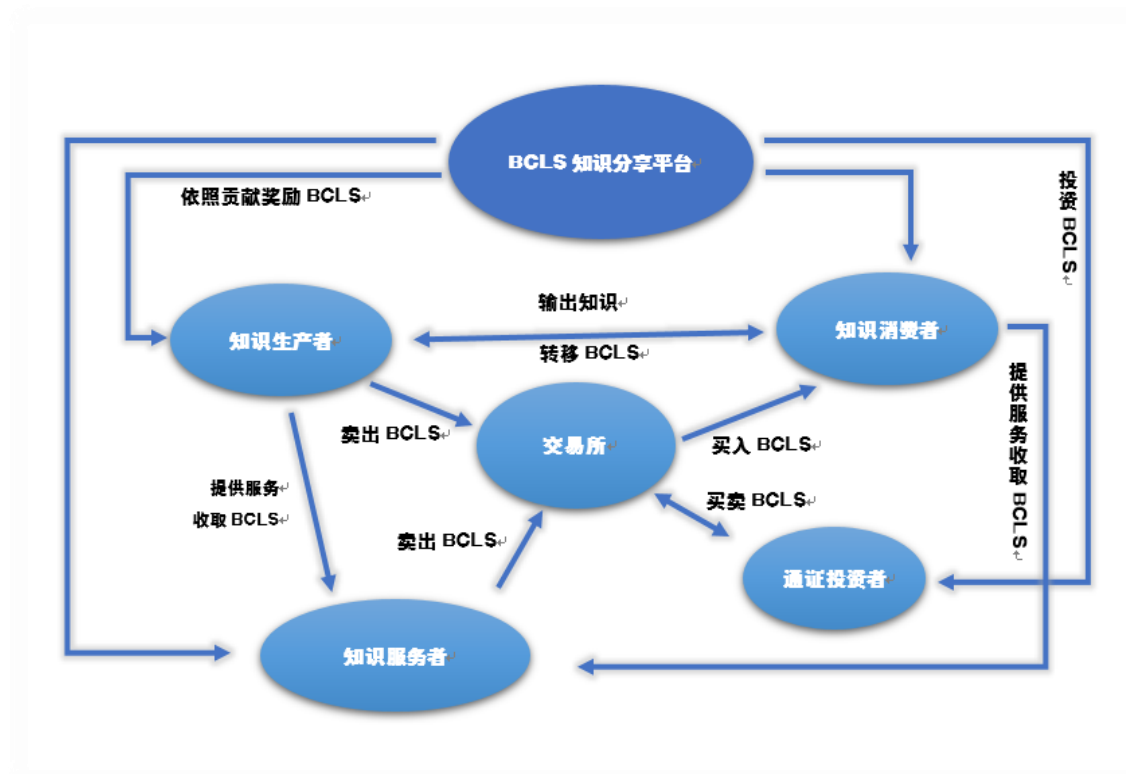 BCLS 知识分享平台
依照贡献奖励 BCLS
投资 BCLS
输出知识
知识生产者
知识消费者
转移 BCLS
提供服务收取 BCLS
卖出 BCLS
交易所
买入 BCLS
提供服务
收取 BCLS
买卖 BCLS
卖出 BCLS
通证投资者
知识服务者